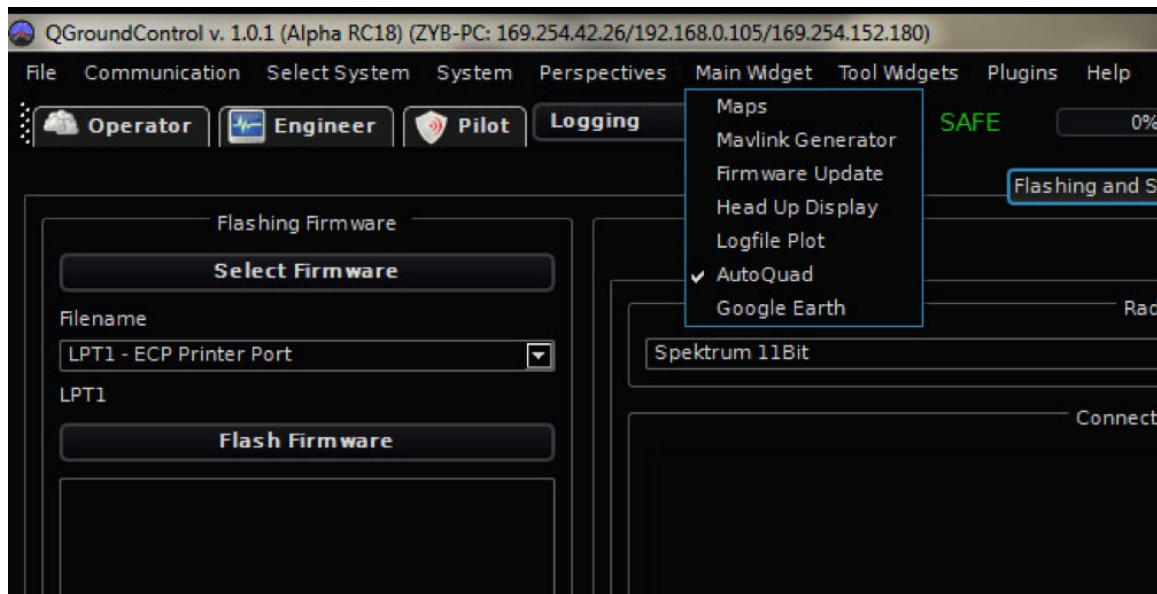 QGroundControl v. 1.0.1 (Alpha RC18) (ZYB-PC: 169.254.42.26/192.168.0.105/169.254.152.180)
File Communication Select System System Perspectives Main Widget Tool Widgets Plugins Help
Operator Engineer Pilot Logging SAFE 0%
Maps
Mavlink Generator
Firmware Update
Head Up Display
Logfile Plot
AutoQuad
Google Earth
Flashing and S
Flashing Firmware
Select Firmware
Filename
LPT1 - ECP Printer Port
LPT1
Flash Firmware
Rad
Spektrum 11Bit
Connect